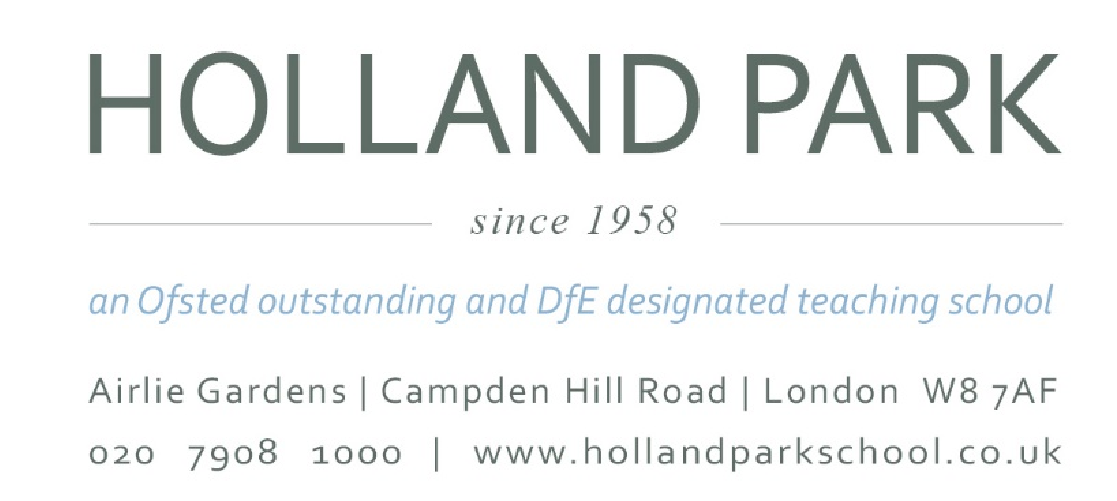 HOLLAND PARK
since 1958
an Ofsted outstanding and DfE designated teaching school
Airlie Gardens | Campden Hill Road | London W8 7AF
020 7908 1000 | www.hollandparkschool.co.uk